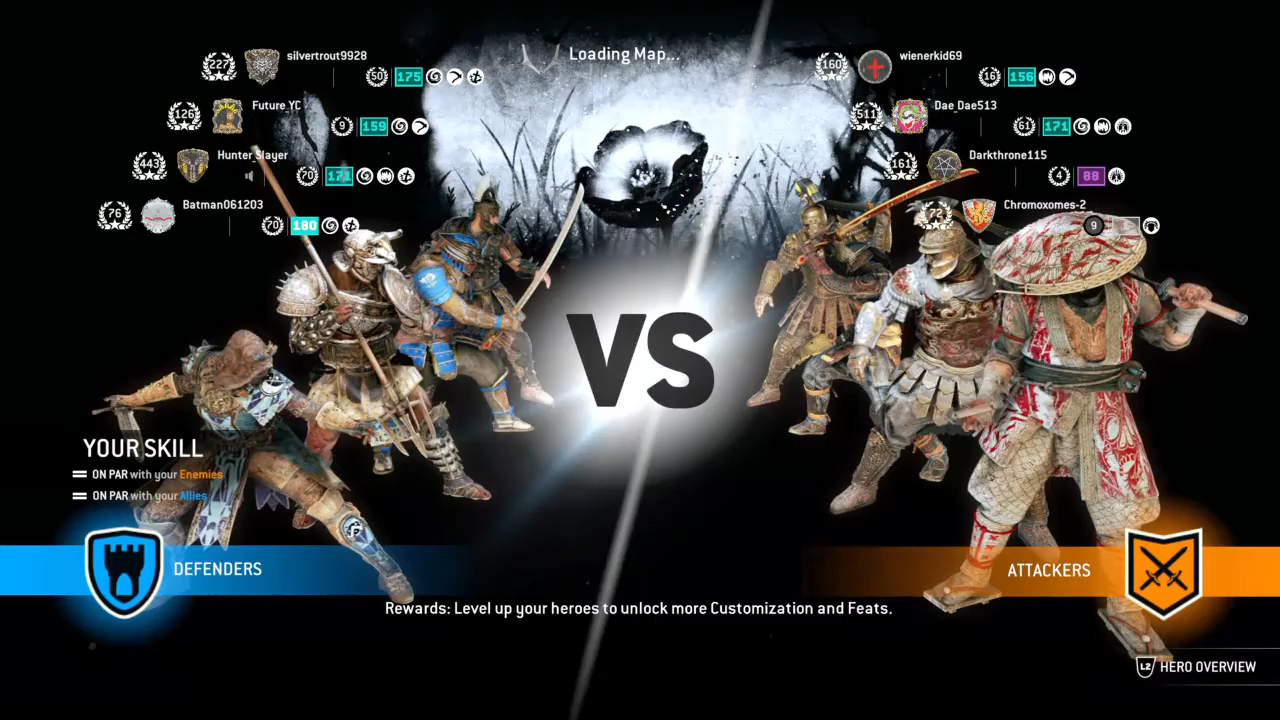 Loading Map...
227 silvertrout9928
50 175
126 Future YC
9 159
443 Hunter_Slayer
70 171
76 Batman061203
70 180
160 wienerkid69
16 156
511 Dae_Dae513
61 171
161 Darkthrone115
4 88
72 Chromoxomes-2
9
VS
YOUR SKILL
ON PAR with your Enemies
ON PAR with your Allies
DEFENDERS
ATTACKERS
Rewards: Level up your heroes to unlock more Customization and Feats.
L2 HERO OVERVIEW